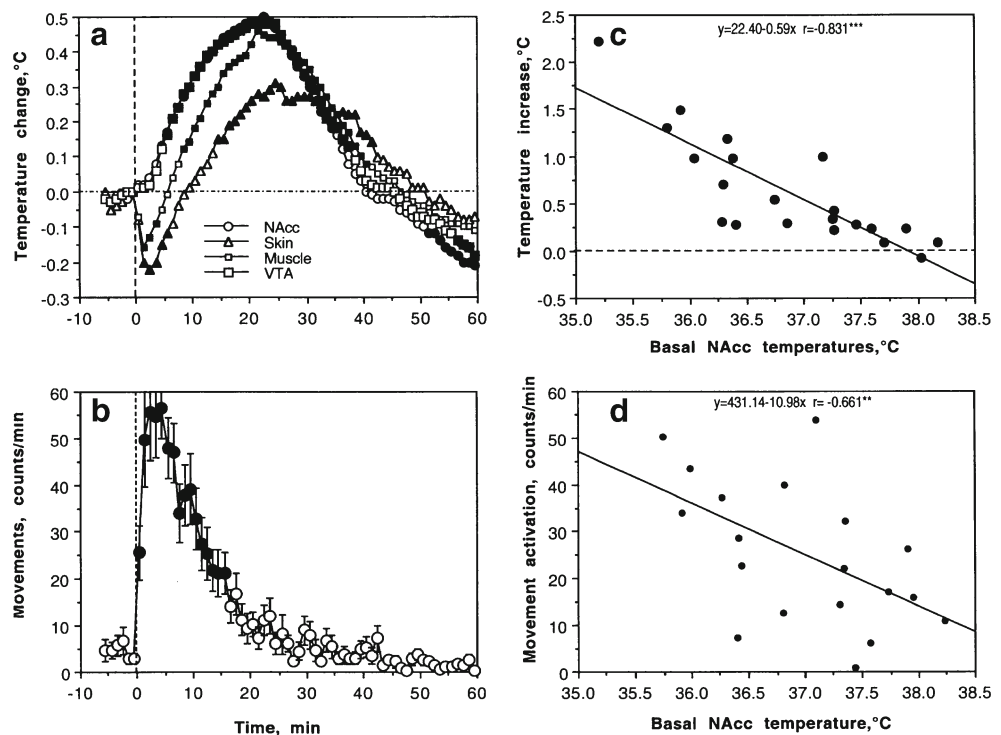 a
Temperature change,°C
0.5
0.4
0.3
0.2
0.1
0.0
-0.1
-0.2
-0.3
NAcc
Skin
Muscle
VTA
-10 0 10 20 30 40 50 60
c
y=22.40-0.59x r=-0.831***
Temperature increase,°C
2.5
2.0
1.5
1.0
0.5
0.0
-0.5
35.0 35.5 36.0 36.5 37.0 37.5 38.0 38.5
Basal NAcc temperatures,°C
b
Movements, counts/min
60
50
40
30
20
10
0
-10 0 10 20 30 40 50 60
Time, min
d
y=431.14-10.98x r= -0.661**
Movement activation, counts/min
60
50
40
30
20
10
0
35.0 35.5 36.0 36.5 37.0 37.5 38.0 38.5
Basal NAcc temperature,°C